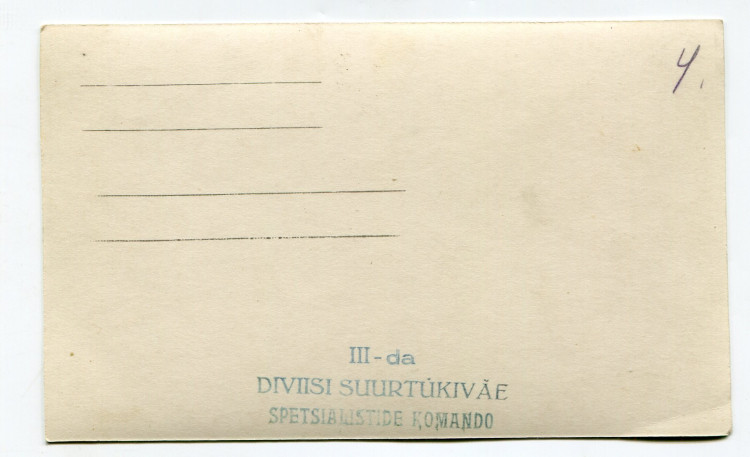 4.
III-da
DIVIISI SUURTÜKIVÄE
SPETSIALISTIDE KOMANDO